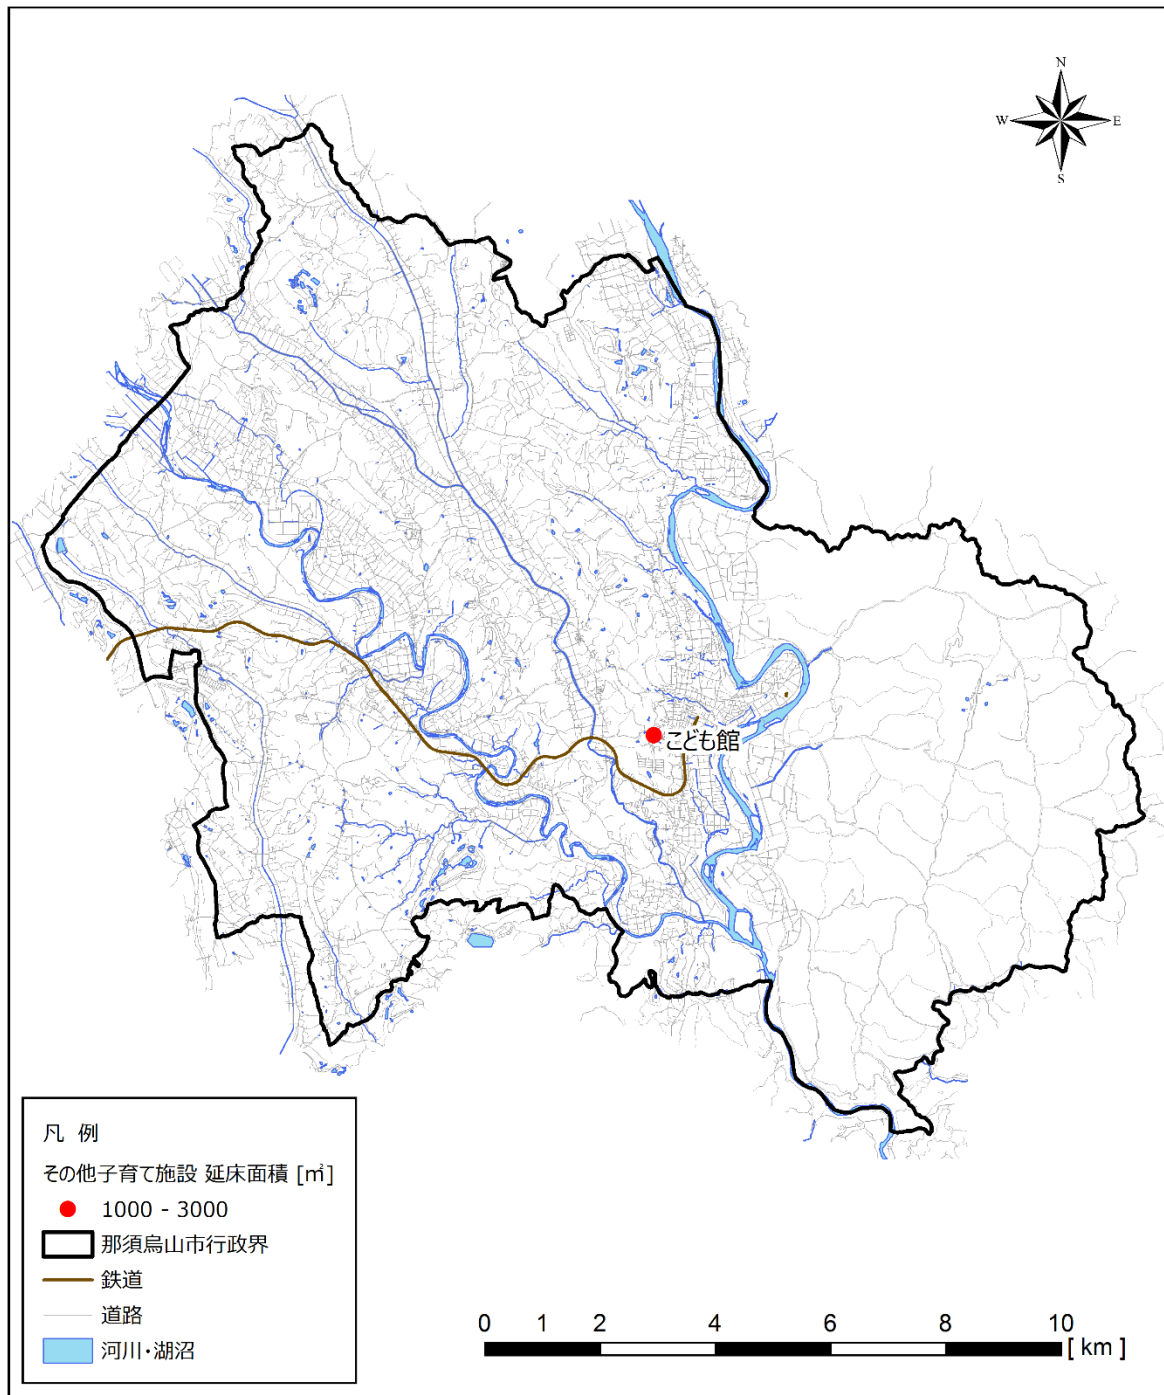 N
W
E
S
こども館
凡 例
その他子育て施設 延床面積 [㎡]
1000 - 3000
那須烏山市行政界
鉄道
道路
河川・湖沼
0 1 2 4 6 8 10
[ km ]